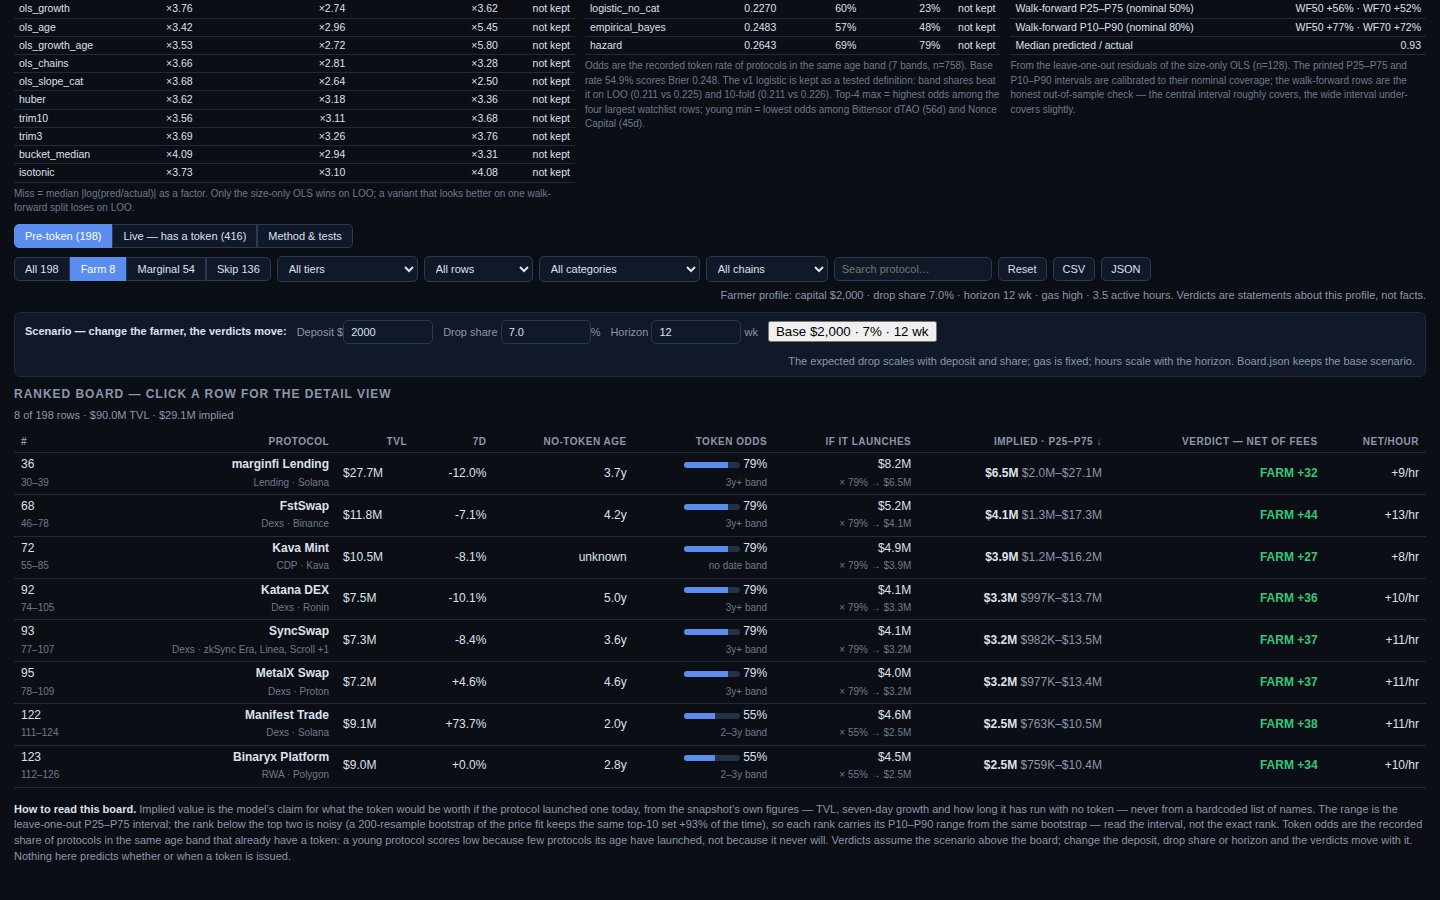 ols_growth ×3.76 ×2.74 ×3.62 not kept
ols_age ×3.42 ×2.96 ×5.45 not kept
ols_growth_age ×3.53 ×2.72 ×5.80 not kept
ols_chains ×3.66 ×2.81 ×3.28 not kept
ols_slope_cat ×3.68 ×2.64 ×2.50 not kept
huber ×3.62 ×3.18 ×3.36 not kept
trim10 ×3.56 ×3.11 ×3.68 not kept
trim3 ×3.69 ×3.26 ×3.76 not kept
bucket_median ×4.09 ×2.94 ×3.31 not kept
isotonic ×3.73 ×3.10 ×4.08 not kept
Miss = median |log(pred/actual)| as a factor. Only the size-only OLS wins on LOO; a variant that looks better on one walk-
forward split loses on LOO.
logistic_no_cat 0.2270 60% 23% not kept
empirical_bayes 0.2483 57% 48% not kept
hazard 0.2643 69% 79% not kept
Odds are the recorded token rate of protocols in the same age band (7 bands, n=758). Base
rate 54.9% scores Brier 0.248. The v1 logistic is kept as a tested definition: band shares beat
it on LOO (0.211 vs 0.225) and 10-fold (0.211 vs 0.226). Top-4 max = highest odds among the
four largest watchlist rows; young min = lowest odds among Bittensor dTAO (56d) and Nonce
Capital (45d).
Walk-forward P25–P75 (nominal 50%) WF50 +56% · WF70 +52%
Walk-forward P10–P90 (nominal 80%) WF50 +77% · WF70 +72%
Median predicted / actual 0.93
From the leave-one-out residuals of the size-only OLS (n=128). The printed P25–P75 and
P10–P90 intervals are calibrated to their nominal coverage; the walk-forward rows are the
honest out-of-sample check — the central interval roughly covers, the wide interval under-
covers slightly.
Pre-token (198) Live — has a token (416) Method & tests
All 198 Farm 8 Marginal 54 Skip 136 All tiers All rows All categories All chains Search protocol… Reset CSV JSON
Farmer profile: capital $2,000 · drop share 7.0% · horizon 12 wk · gas high · 3.5 active hours. Verdicts are statements about this profile, not facts.
Scenario — change the farmer, the verdicts move: Deposit $ 2000 Drop share 7.0 % Horizon 12 wk Base $2,000 · 7% · 12 wk
The expected drop scales with deposit and share; gas is fixed; hours scale with the horizon. Board.json keeps the base scenario.
RANKED BOARD — CLICK A ROW FOR THE DETAIL VIEW
8 of 198 rows · $90.0M TVL · $29.1M implied
# PROTOCOL TVL 7D NO-TOKEN AGE TOKEN ODDS IF IT LAUNCHES IMPLIED · P25–P75 ↓ VERDICT — NET OF FEES NET/HOUR
36 marginfi Lending $27.7M -12.0% 3.7y 79% $8.2M $6.5M $2.0M–$27.1M FARM +32 +9/hr
30–39 Lending · Solana 3y+ band × 79% → $6.5M
68 FstSwap $11.8M -7.1% 4.2y 79% $5.2M $4.1M $1.3M–$17.3M FARM +44 +13/hr
46–78 Dexs · Binance 3y+ band × 79% → $4.1M
72 Kava Mint $10.5M -8.1% unknown 79% $4.9M $3.9M $1.2M–$16.2M FARM +27 +8/hr
55–85 CDP · Kava no date band × 79% → $3.9M
92 Katana DEX $7.5M -10.1% 5.0y 79% $4.1M $3.3M $997K–$13.7M FARM +36 +10/hr
74–105 Dexs · Ronin 3y+ band × 79% → $3.3M
93 SyncSwap $7.3M -8.4% 3.6y 79% $4.1M $3.2M $982K–$13.5M FARM +37 +11/hr
77–107 Dexs · zkSync Era, Linea, Scroll +1 3y+ band × 79% → $3.2M
95 MetalX Swap $7.2M +4.6% 4.6y 79% $4.0M $3.2M $977K–$13.4M FARM +37 +11/hr
78–109 Dexs · Proton 3y+ band × 79% → $3.2M
122 Manifest Trade $9.1M +73.7% 2.0y 55% $4.6M $2.5M $763K–$10.5M FARM +38 +11/hr
111–124 Dexs · Solana 2–3y band × 55% → $2.5M
123 Binaryx Platform $9.0M +0.0% 2.8y 55% $4.5M $2.5M $759K–$10.4M FARM +34 +10/hr
112–126 RWA · Polygon 2–3y band × 55% → $2.5M
How to read this board. Implied value is the model's claim for what the token would be worth if the protocol launched one today, from the snapshot's own figures — TVL, seven-day growth and how long it has run with no token — never from a hardcoded list of names. The range is the
leave-one-out P25–P75 interval; the rank below the top two is noisy (a 200-resample bootstrap of the price fit keeps the same top-10 set +93% of the time), so each rank carries its P10–P90 range from the same bootstrap — read the interval, not the exact rank. Token odds are the recorded
share of protocols in the same age band that already have a token: a young protocol scores low because few protocols its age have launched, not because it never will. Verdicts assume the scenario above the board; change the deposit, drop share or horizon and the verdicts move with it.
Nothing here predicts whether or when a token is issued.